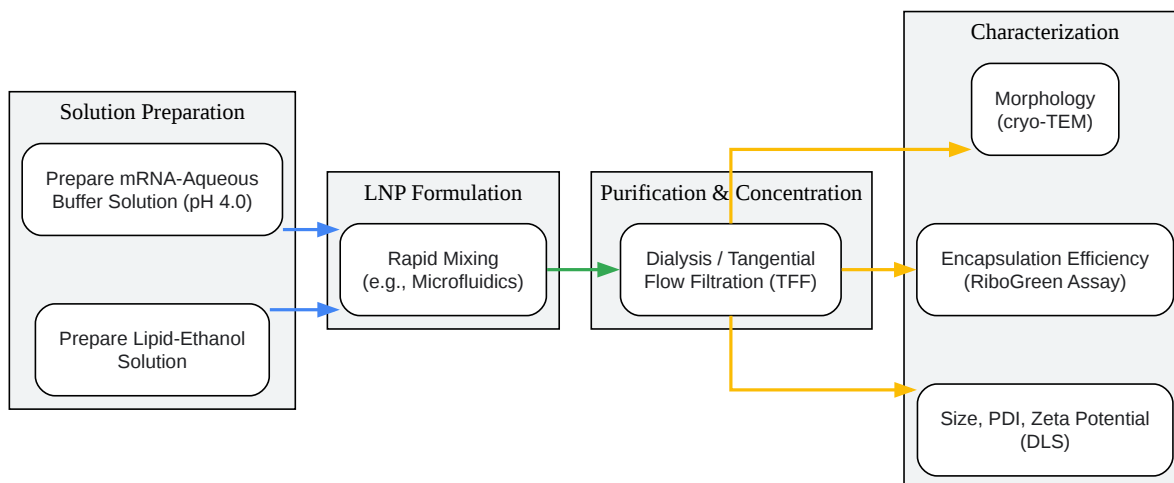 Solution Preparation
Prepare mRNA-Aqueous
Buffer Solution (pH 4.0)
Prepare Lipid-Ethanol
Solution
LNP Formulation
Rapid Mixing
(e.g., Microfluidics)
Purification & Concentration
Dialysis / Tangential
Flow Filtration (TFF)
Characterization
Morphology
(cryo-TEM)
Encapsulation Efficiency
(RiboGreen Assay)
Size, PDI, Zeta Potential
(DLS)